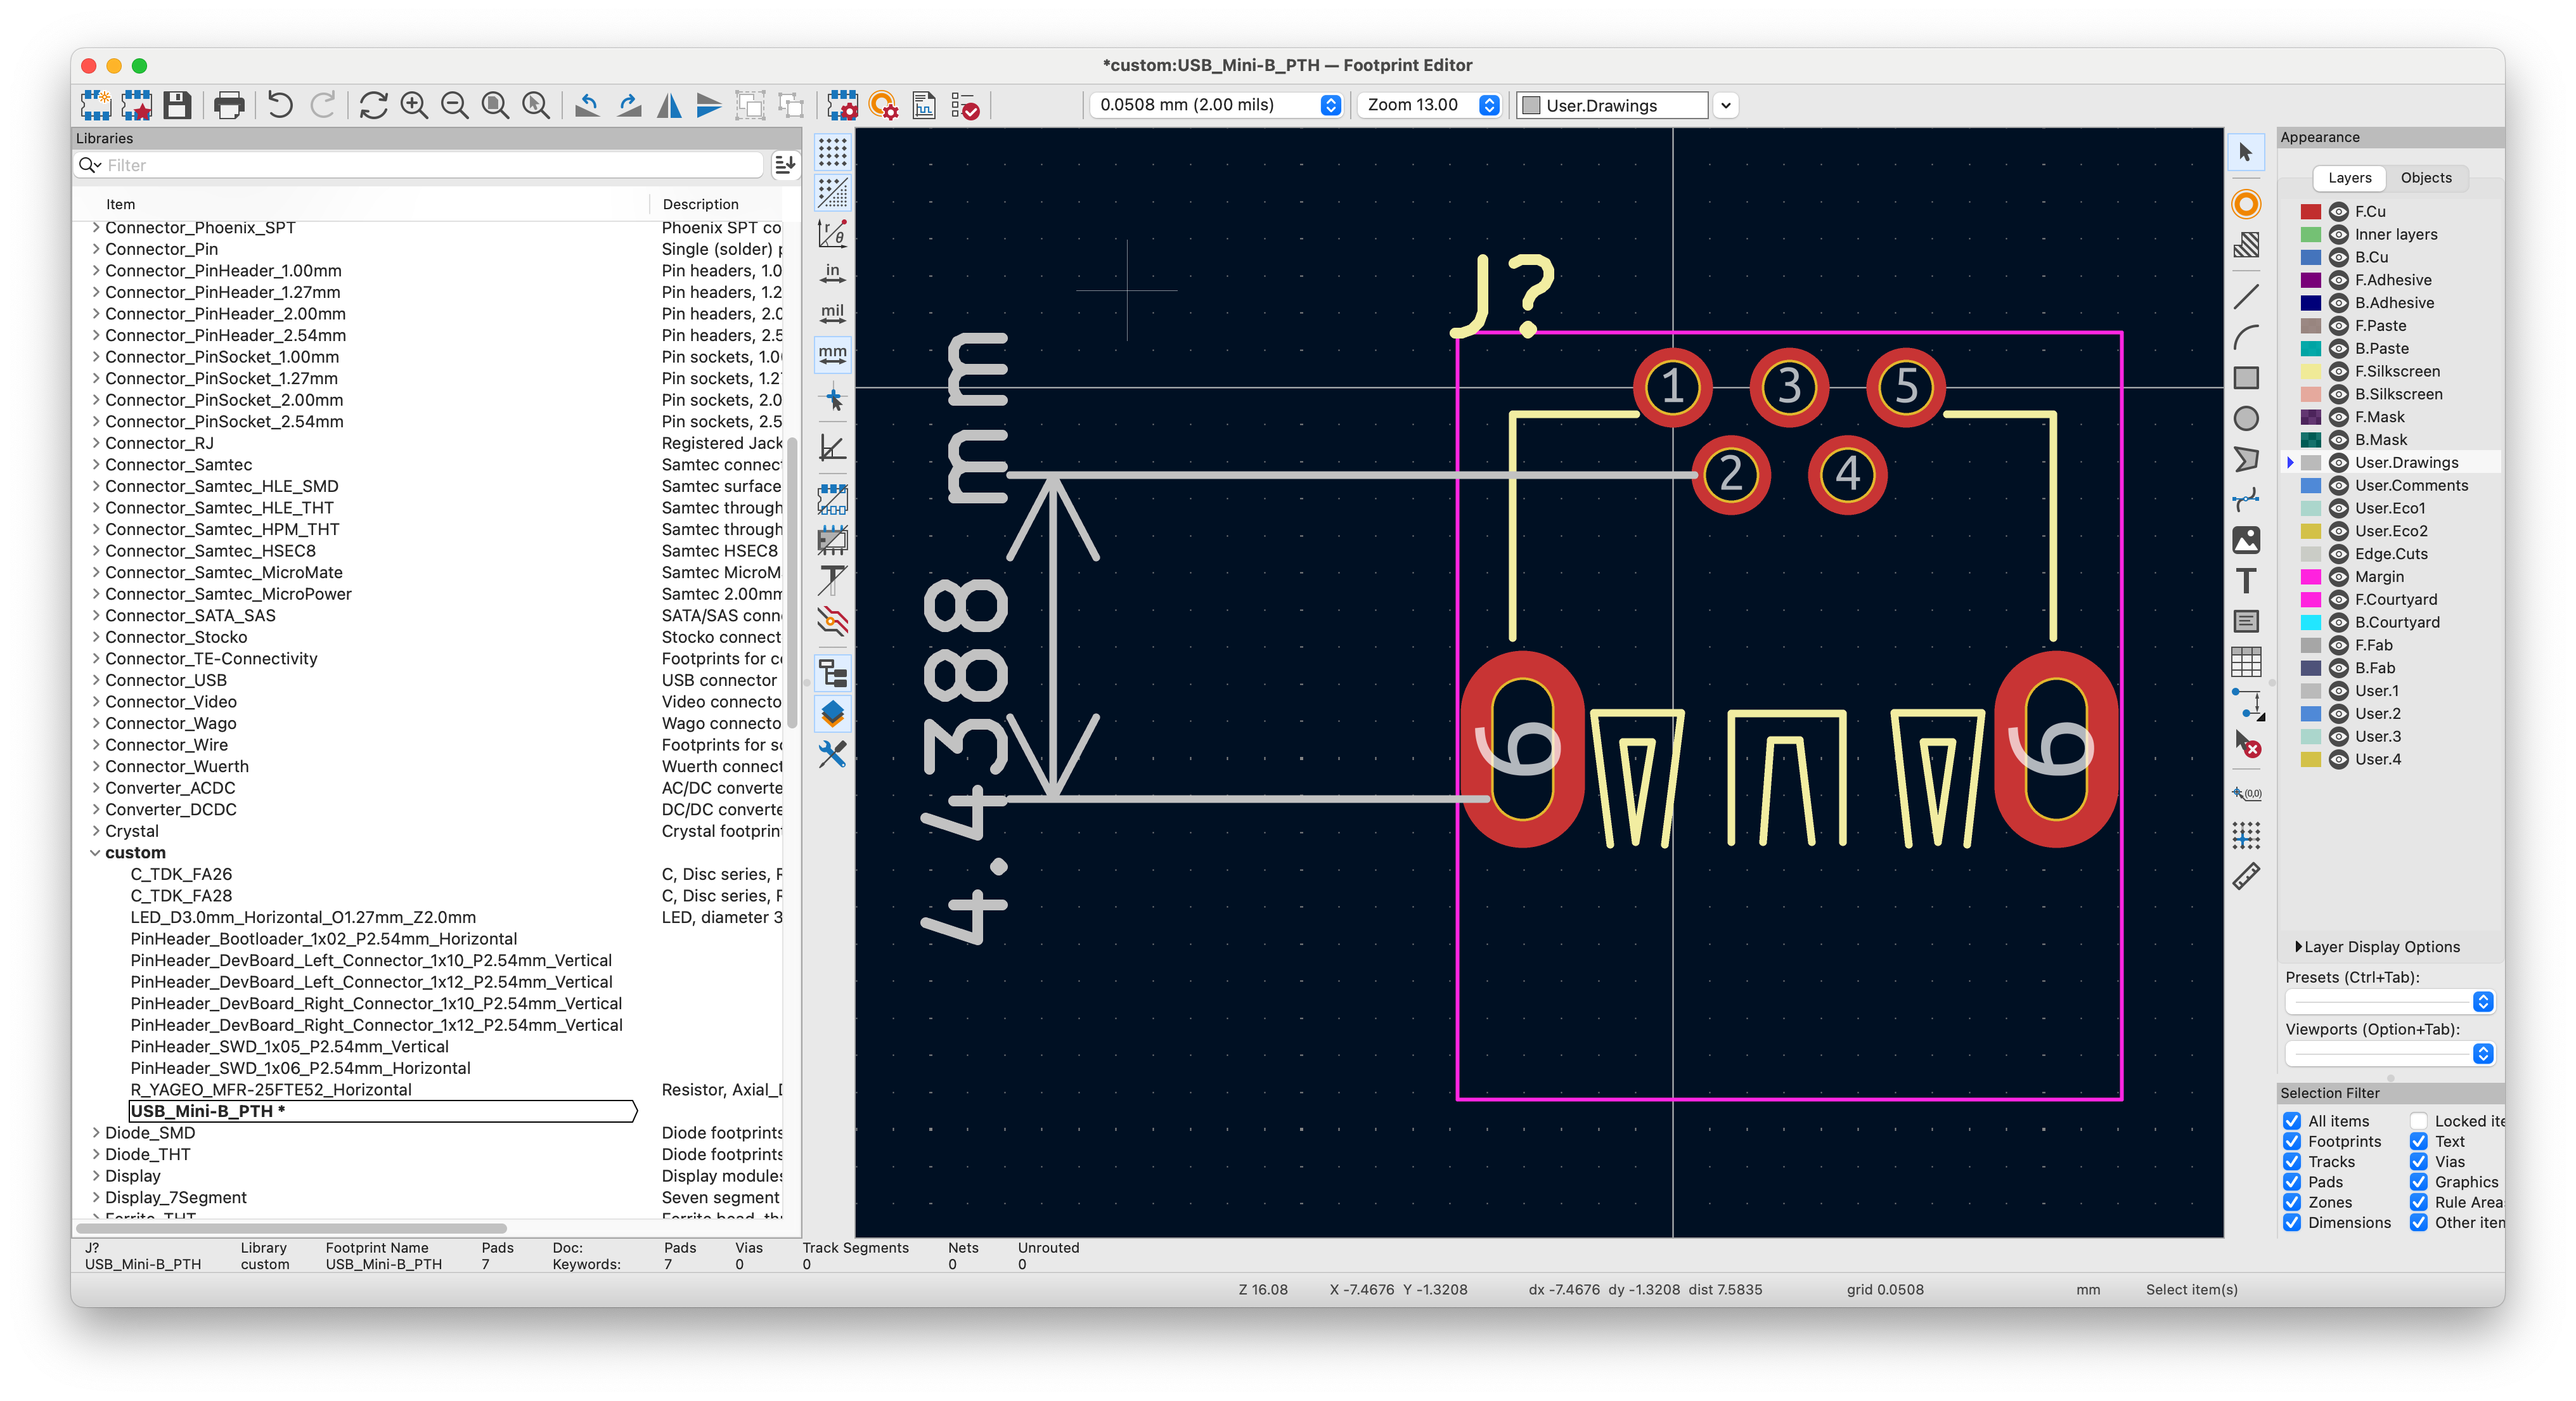 *custom:USB_Mini-B_PTH — Footprint Editor
0.0508 mm (2.00 mils)
Zoom 13.00
User.Drawings
Libraries
Filter
Item Description
Connector_Phoenix_SPT Phoenix SPT co
Connector_Pin Single (solder) p
Connector_PinHeader_1.00mm Pin headers, 1.0
Connector_PinHeader_1.27mm Pin headers, 1.2
Connector_PinHeader_2.00mm Pin headers, 2.0
Connector_PinHeader_2.54mm Pin headers, 2.5
Connector_PinSocket_1.00mm Pin sockets, 1.0
Connector_PinSocket_1.27mm Pin sockets, 1.2
Connector_PinSocket_2.00mm Pin sockets, 2.0
Connector_PinSocket_2.54mm Pin sockets, 2.5
Connector_RJ Registered Jack
Connector_Samtec Samtec connec
Connector_Samtec_HLE_SMD Samtec surface
Connector_Samtec_HLE_THT Samtec through
Connector_Samtec_HPM_THT Samtec through
Connector_Samtec_HSEC8 Samtec HSEC8
Connector_Samtec_MicroMate Samtec MicroM
Connector_Samtec_MicroPower Samtec 2.00mm
Connector_SATA_SAS SATA/SAS conn
Connector_Stocko Stocko connect
Connector_TE-Connectivity Footprints for c
Connector_USB USB connector
Connector_Video Video connecto
Connector_Wago Wago connecto
Connector_Wire Footprints for s
Connector_Wuerth Wuerth connect
Converter_ACDC AC/DC converte
Converter_DCDC DC/DC converte
Crystal Crystal footprin
custom
C_TDK_FA26 C, Disc series, R
C_TDK_FA28 C, Disc series, R
LED_D3.0mm_Horizontal_O1.27mm_Z2.0mm LED, diameter 3
PinHeader_Bootloader_1x02_P2.54mm_Horizontal
PinHeader_DevBoard_Left_Connector_1x10_P2.54mm_Vertical
PinHeader_DevBoard_Left_Connector_1x12_P2.54mm_Vertical
PinHeader_DevBoard_Right_Connector_1x10_P2.54mm_Vertical
PinHeader_DevBoard_Right_Connector_1x12_P2.54mm_Vertical
PinHeader_SWD_1x05_P2.54mm_Vertical
PinHeader_SWD_1x06_P2.54mm_Horizontal
R_YAGEO_MFR-25FTE52_Horizontal Resistor, Axial_D
USB_Mini-B_PTH *
Diode_SMD Diode footprints
Diode_THT Diode footprints
Display Display modules
Display_7Segment Seven segment
r
θ
in
mil
mm
J?
1 3 5
2 4
4.4388 mm
6 6
(0,0)
Appearance
Layers Objects
F.Cu
Inner layers
B.Cu
F.Adhesive
B.Adhesive
F.Paste
B.Paste
F.Silkscreen
B.Silkscreen
F.Mask
B.Mask
User.Drawings
User.Comments
User.Eco1
User.Eco2
Edge.Cuts
Margin
F.Courtyard
B.Courtyard
F.Fab
B.Fab
User.1
User.2
User.3
User.4
Layer Display Options
Presets (Ctrl+Tab):
Viewports (Option+Tab):
Selection Filter
All items Locked ite
Footprints Text
Tracks Vias
Pads Graphics
Zones Rule Area
Dimensions Other iten
J? Library Footprint Name Pads Doc: Pads Vias Track Segments Nets Unrouted
USB_Mini-B_PTH custom USB_Mini-B_PTH 7 Keywords: 7 0 0 0 0
Z 16.08 X -7.4676 Y -1.3208 dx -7.4676 dy -1.3208 dist 7.5835 grid 0.0508 mm Select item(s)